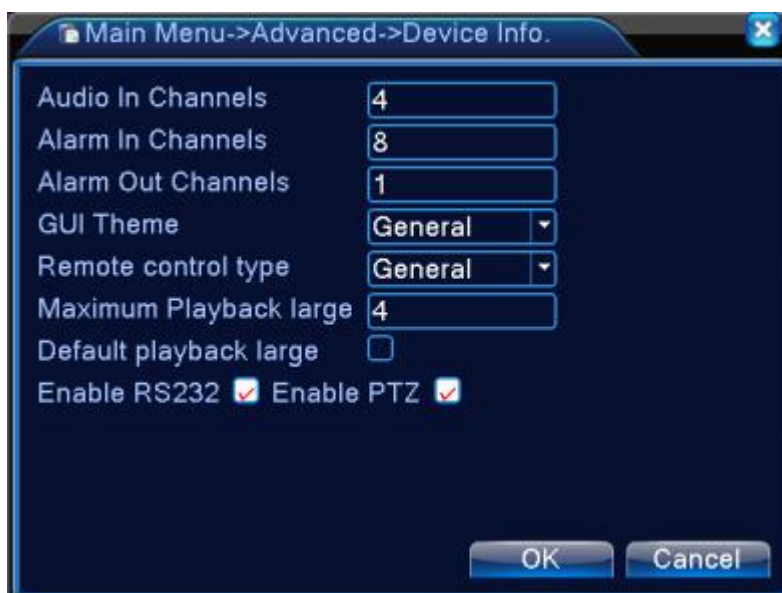 Main Menu->Advanced->Device Info.
Audio In Channels 4
Alarm In Channels 8
Alarm Out Channels 1
GUI Theme General
Remote control type General
Maximum Playback large 4
Default playback large
Enable RS232 Enable PTZ
OK Cancel